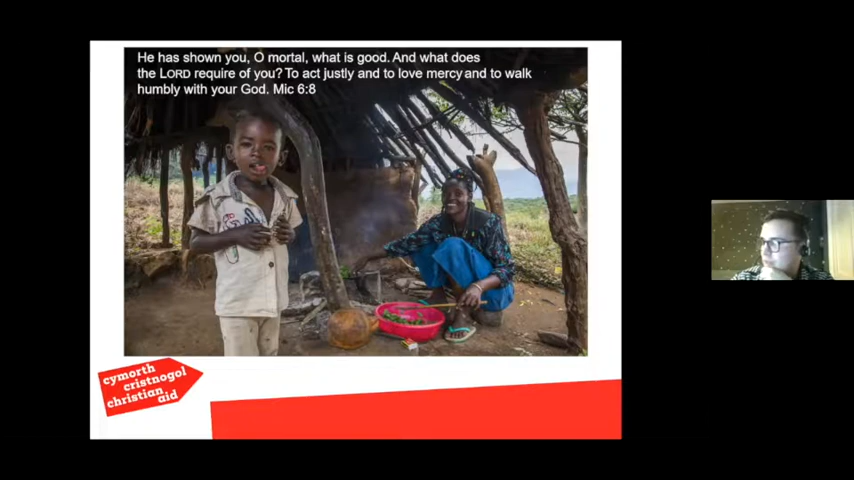 He has shown you, O mortal, what is good. And what does
the LORD require of you? To act justly and to love mercy and to walk
humbly with your God. Mic 6:8
cymorth
cristnogol
christian
aid